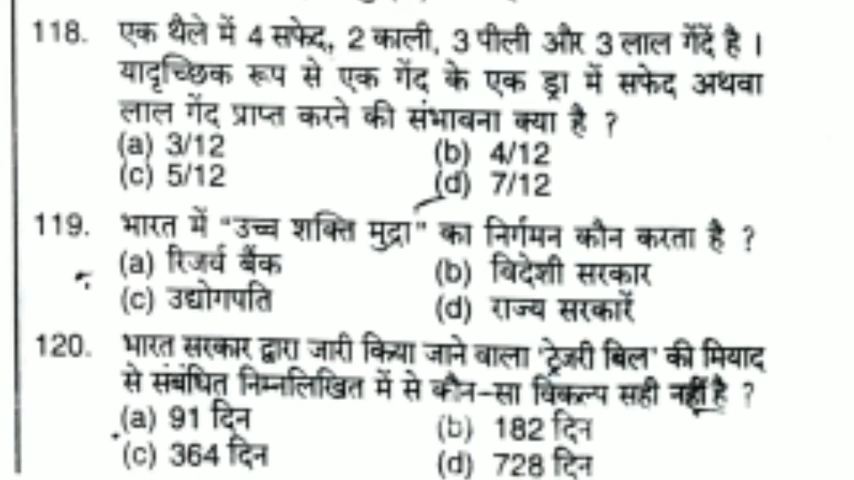 118. एक थैले में 4 सफेद, 2 काली, 3 पीली और 3 लाल गेंदें है ।
यादृच्छिक रूप से एक गेंद के एक ड्रा में सफेद अथवा
लाल गेंद प्राप्त करने की संभावना क्या है ?
(a) 3/12 (b) 4/12
(c) 5/12 (d) 7/12
119. भारत में "उच्च शक्ति मुद्रा" का निर्गमन कौन करता है ?
(a) रिजर्व बैंक (b) विदेशी सरकार
(c) उद्योगपति (d) राज्य सरकारें
120. भारत सरकार द्वारा जारी किया जाने वाला 'ट्रेजरी बिल' की मियाद
से संबंधित निम्नलिखित में से कौन-सा विकल्प सही नहीं है ?
(a) 91 दिन (b) 182 दिन
(c) 364 दिन (d) 728 दिन